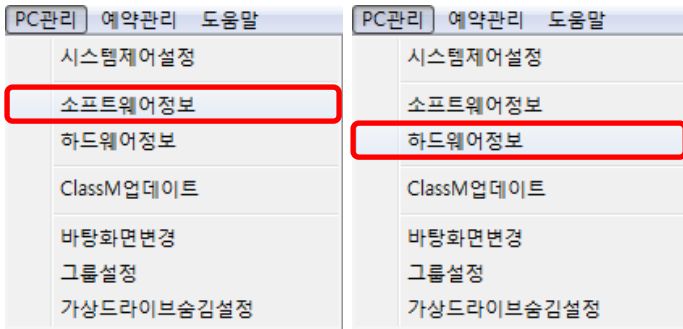 PC관리 예약관리 도움말
시스템제어설정
소프트웨어정보
하드웨어정보
ClassM업데이트
바탕화면변경
그룹설정
가상드라이브숨김설정
PC관리 예약관리 도움말
시스템제어설정
소프트웨어정보
하드웨어정보
ClassM업데이트
바탕화면변경
그룹설정
가상드라이브숨김설정